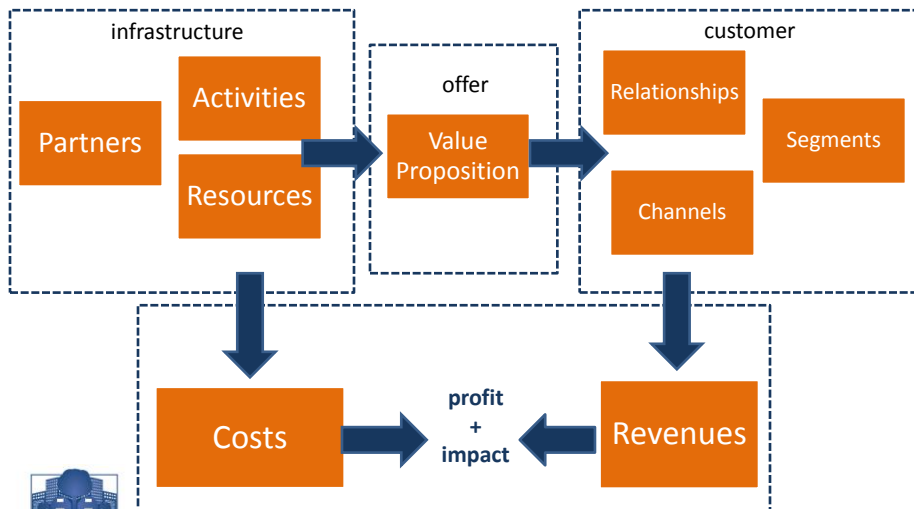 infrastructure
Activities
Partners
Resources
offer
Value
Proposition
customer
Relationships
Segments
Channels
Costs
profit
+
impact
Revenues